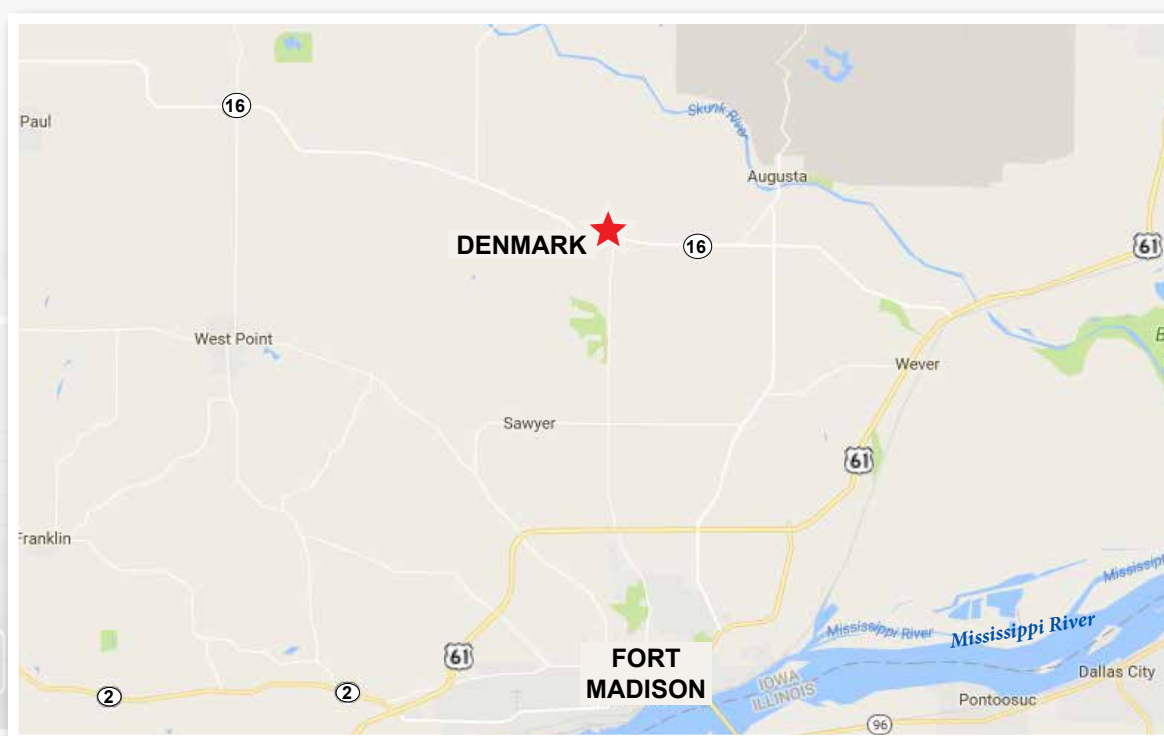 Skunk River
16
Paul
Augusta
DENMARK
16
61
B
West Point
Wever
Sawyer
61
Franklin
Mississippi
Mississippi River
Mississippi River
61
FORT
MADISON
IOWA
ILLINOIS
Dallas City
2
2
Pontoosuc
96